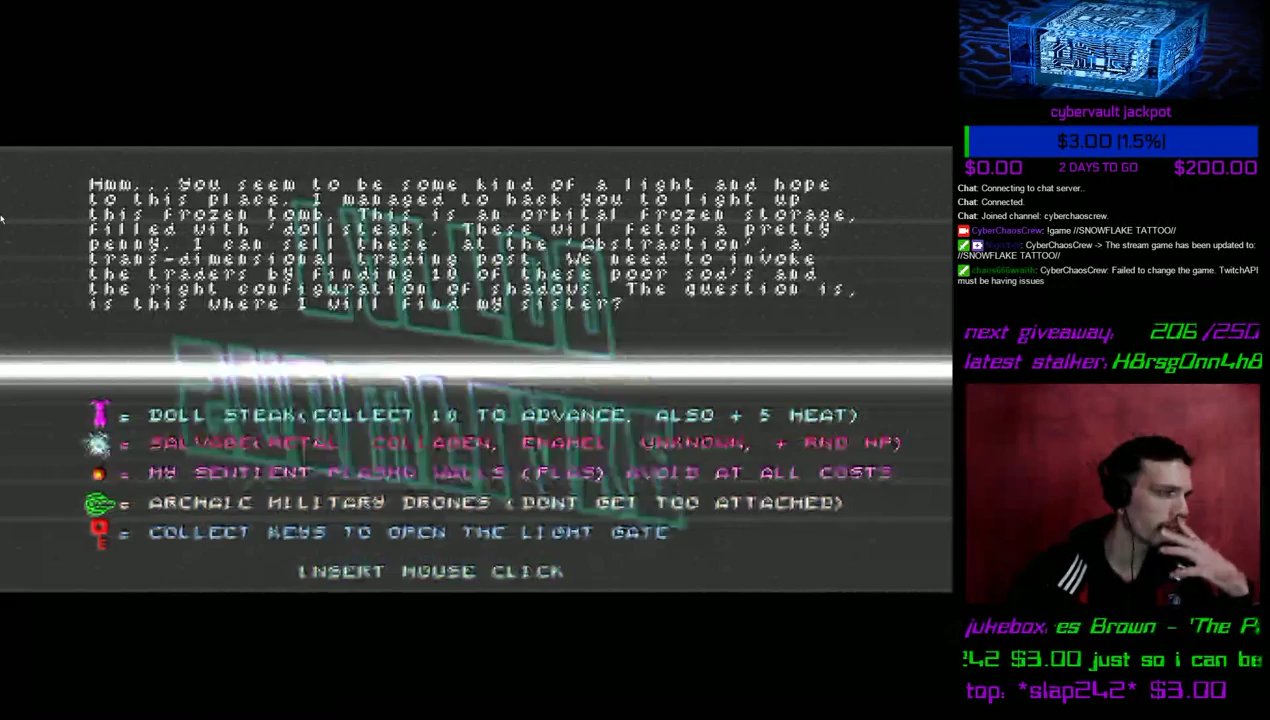 Hmm...You seem to be some kind of a light and hope
to this place. I managed to hack you to light up
this frozen tomb. This is an orbital frozen storage,
filled with 'dollsteak'. These will fetch a pretty
penny. I can sell these at the 'Abstraction', a
trans-dimensional trading post. We need to invoke
the traders by finding 10 of these poor sod's and
the right configuration of shadows. The question is,
is this where I will find my sister?
= DOLL STEAK(COLLECT 10 TO ADVANCE, ALSO + 5 HEAT)
= SALVAGE(METAL COLLAGEN, ENAMEL UNKNOWN, + RND HP)
= MY SENTIENT PLASMA WALLS (FLAS) AVOID AT ALL COSTS
= ARCHAIC MILITARY DRONES (DONT GET TOO ATTACHED)
= COLLECT KEYS TO OPEN THE LIGHT GATE
INSERT MOUSE CLICK
cybervault jackpot
$3.00 (1.5%)
$0.00 2 DAYS TO GO $200.00
Chat: Connecting to chat server..
Chat: Connected.
Chat: Joined channel: cyberchaoscrew.
CyberChaosCrew: !game //SNOWFLAKE TATTOO//
CyberChaosCrew -> The stream game has been updated to:
//SNOWFLAKE TATTOO//
CyberChaosCrew: Failed to change the game. TwitchAPI
must be having issues
next giveaway: 206 /250
latest stalker: H8rsg0nn4h8
jukebox: es Brown - 'The P
242 $3.00 just so i can be
top: *slap242* $3.00